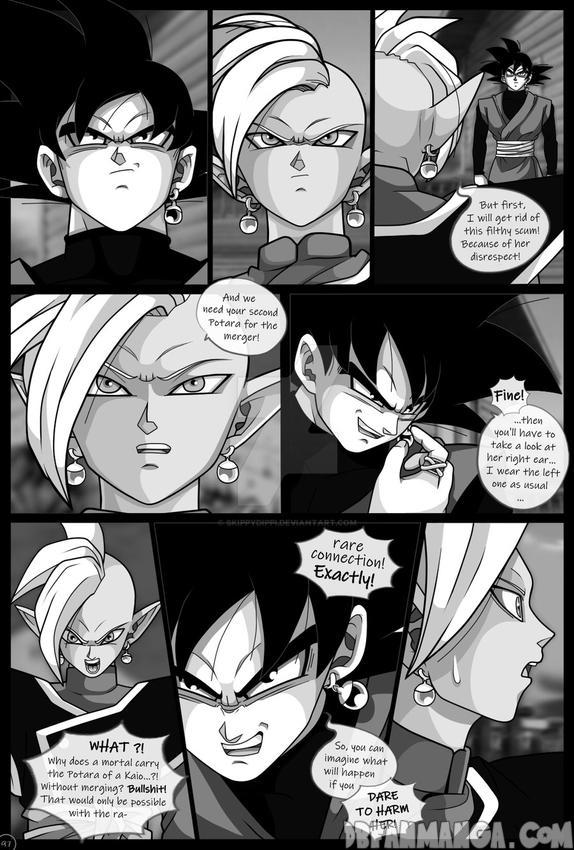 But first,
I will get rid of
this filthy scum!
Because of her
disrespect!
And we
need your second
Potara for the
merger!
Fine!
...then
you'll have to
take a look at
her right ear...
I wear the left
one as usual
...
© SKIPPYDIPPI.DEVIANTART.COM
WHAT ?!
Why does a mortal carry
the Potara of a Kaio...?!
Without merging? Bullshit!
That would only be possible
with the ra-
rare
connection!
Exactly!
So, you can
imagine what
will happen
if you
DARE
TO HARM
HER!
97
DBFANMANGA.COM